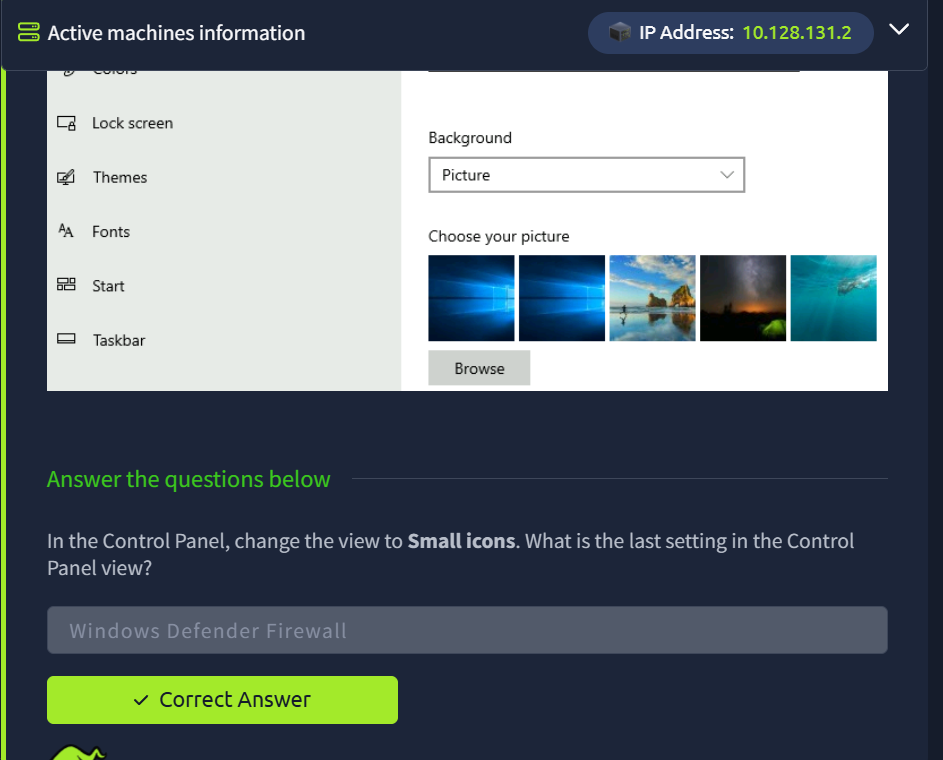 Active machines information
IP Address: 10.128.131.2
Colors
Lock screen
Themes
Fonts
Start
Taskbar
Background
Picture
Choose your picture
Browse
Answer the questions below
In the Control Panel, change the view to Small icons. What is the last setting in the Control
Panel view?
Windows Defender Firewall
Correct Answer